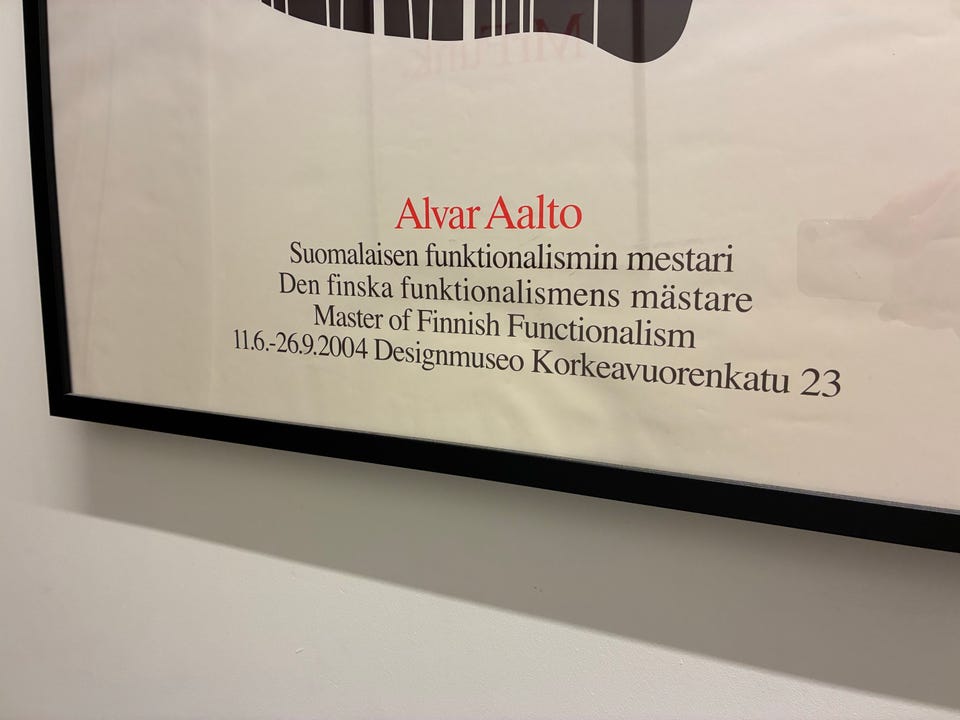 Alvar Aalto
Suomalaisen funktionalismin mestari
Den finska funktionalismens mästare
Master of Finnish Functionalism
11.6.-26.9.2004 Designmuseo Korkeavuorenkatu 23